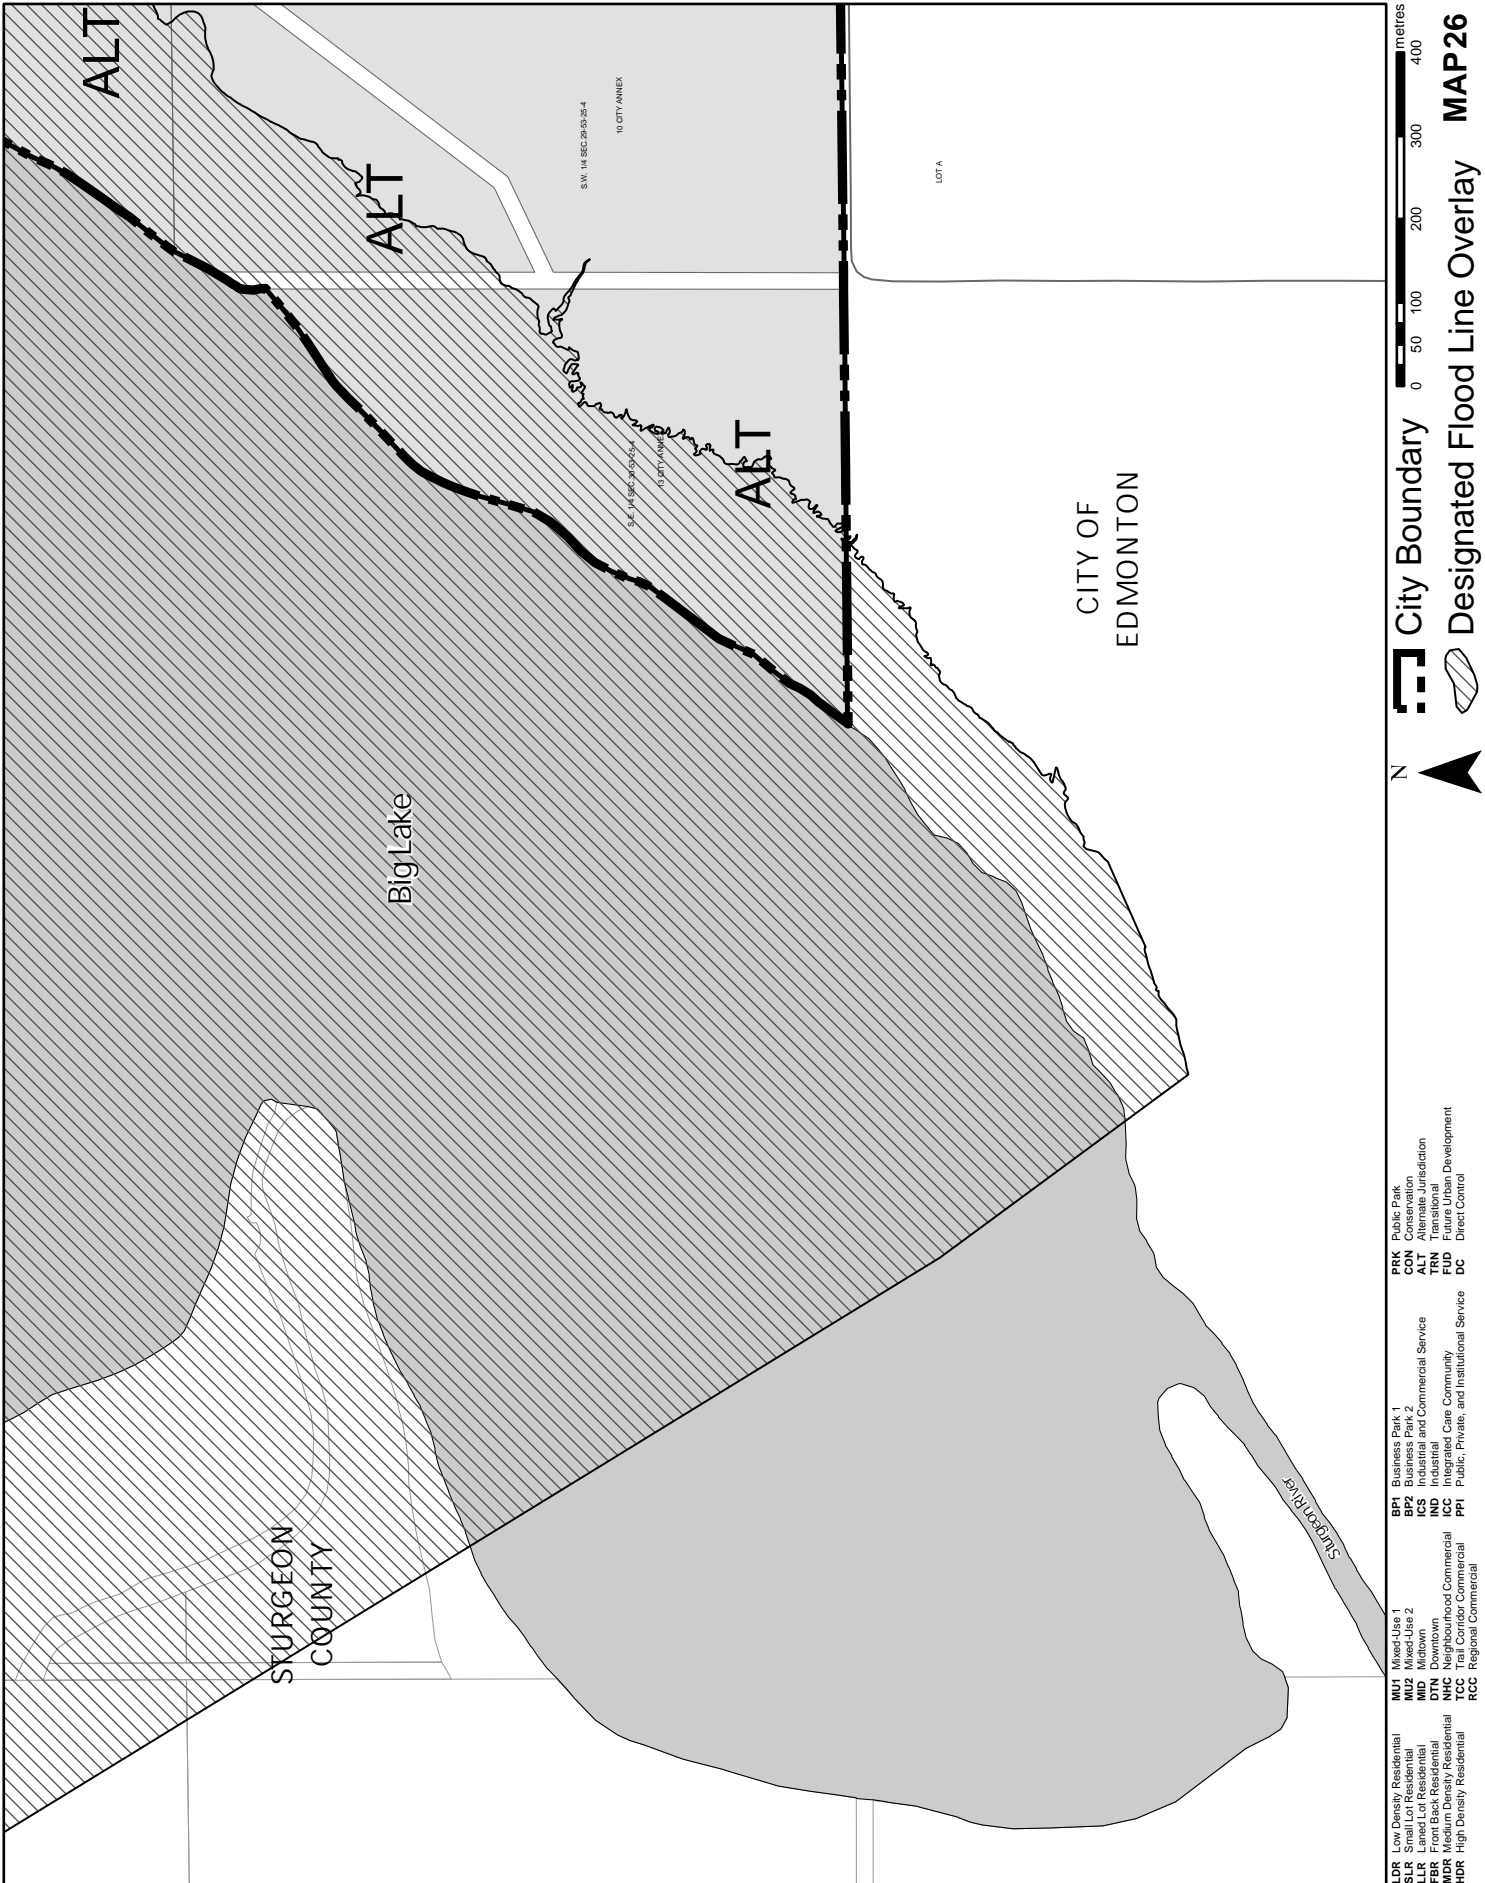 ALT
ALT
ALT
S.W. 1/4 SEC.29-53-25-4
10 CITY ANNEX
LOT A
S.E. 1/4 SEC.30-53-25-4
13 CITY ANNEX
CITY OF
EDMONTON
Big Lake
STURGEON
COUNTY
Sturgeon River
LDR Low Density Residential
SLR Small Lot Residential
LLR Laned Lot Residential
FBR Front Back Residential
MDR Medium Density Residential
HDR High Density Residential
MU1 Mixed-Use 1
MU2 Mixed-Use 2
MID Midtown
DTN Downtown
NHC Neighbourhood Commercial
TCC Trail Corridor Commercial
RCC Regional Commercial
BP1 Business Park 1
BP2 Business Park 2
ICS Industrial and Commercial Service
IND Industrial
ICC Integrated Care Community
PPI Public, Private, and Institutional Service
PRK Public Park
CON Conservation
ALT Alternate Jurisdiction
TRN Transitional
FUD Future Urban Development
DC Direct Control
N
City Boundary
Designated Flood Line Overlay
0 50 100 200 300 400
metres
MAP26